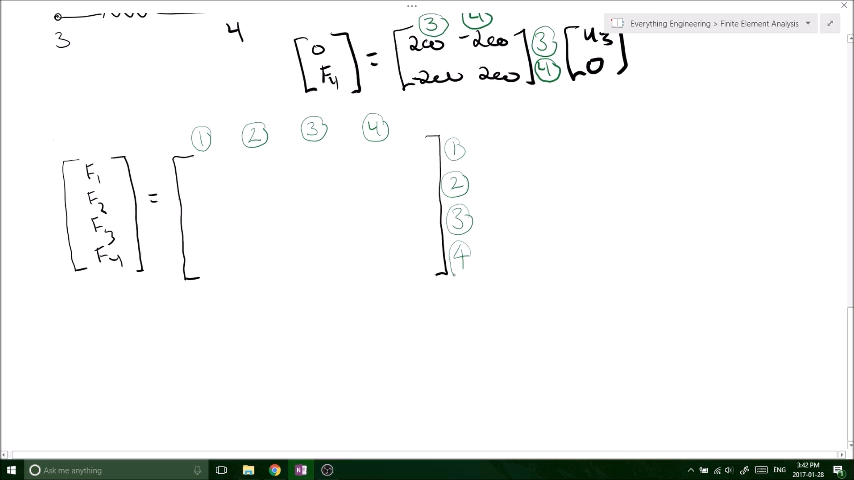 Everything Engineering > Finite Element Analysis
3 4
3 4
0 = 200 -200 3 u3
F4 -200 200 4 0
1 2 3 4
1
F1 = 2
F2 3
F3 4
F4
Ask me anything
ENG 3:42 PM
2017-01-28